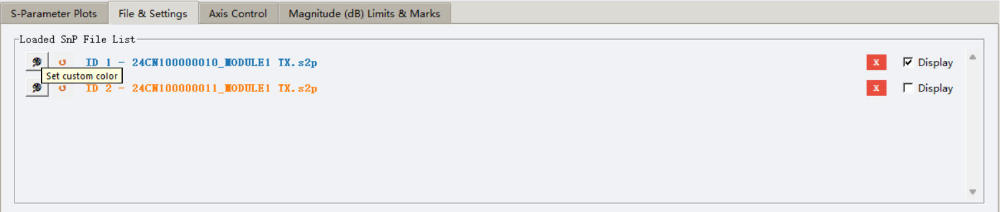 S-Parameter Plots File & Settings Axis Control Magnitude (dB) Limits & Marks
Loaded SnP File List
ID 1 - 24CN100000010_MODULE1 TX.s2p X Display
Set custom color
ID 2 - 24CN100000011_MODULE1 TX.s2p X Display